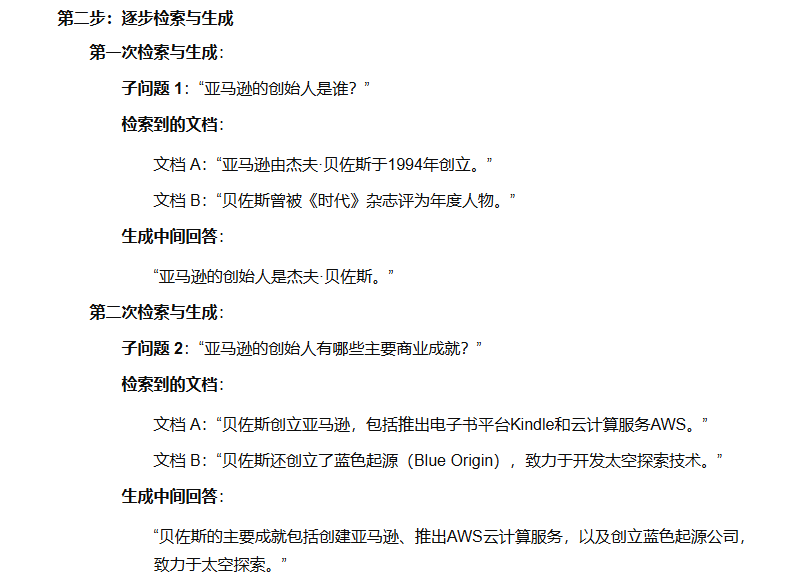 第二步：逐步检索与生成
第一次检索与生成：
子问题 1：“亚马逊的创始人是谁？”
检索到的文档：
文档 A：“亚马逊由杰夫·贝佐斯于1994年创立。”
文档 B：“贝佐斯曾被《时代》杂志评为年度人物。”
生成中间回答：
“亚马逊的创始人是杰夫·贝佐斯。”
第二次检索与生成：
子问题 2：“亚马逊的创始人有哪些主要商业成就？”
检索到的文档：
文档 A：“贝佐斯创立亚马逊，包括推出电子书平台Kindle和云计算服务AWS。”
文档 B：“贝佐斯还创立了蓝色起源（Blue Origin），致力于开发太空探索技术。”
生成中间回答：
“贝佐斯的主要成就包括创建亚马逊、推出AWS云计算服务，以及创立蓝色起源公司，
致力于太空探索。”